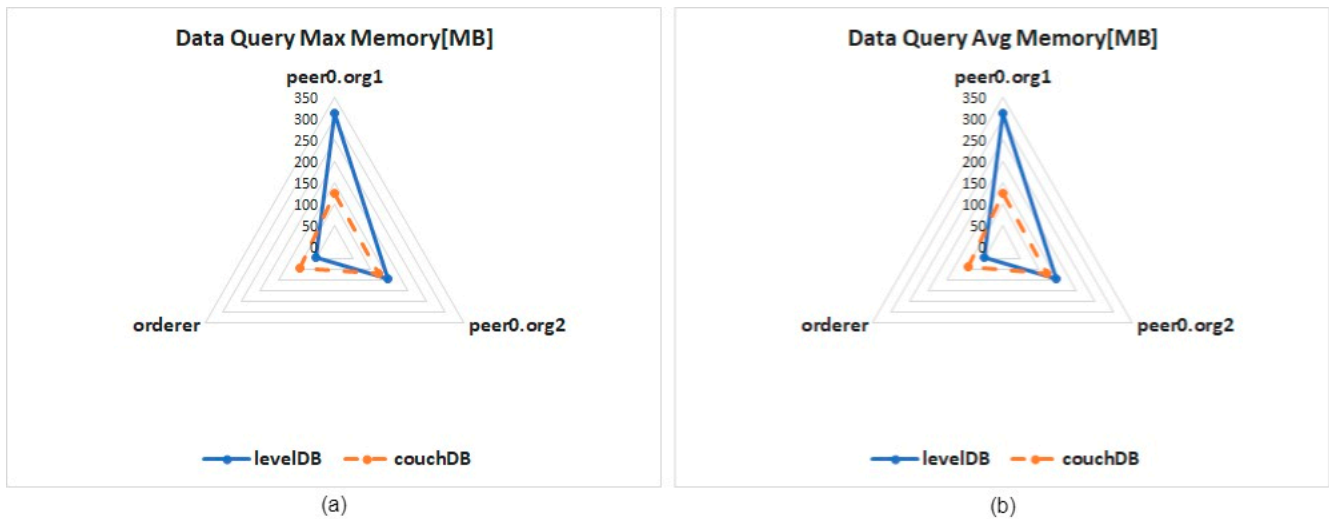 Data Query Max Memory[MB]
peer0.org1
350
300
250
200
150
100
50
0
orderer
peer0.org2
levelDB couchDB
(a)
Data Query Avg Memory[MB]
peer0.org1
350
300
250
200
150
100
50
0
orderer
peer0.org2
levelDB couchDB
(b)